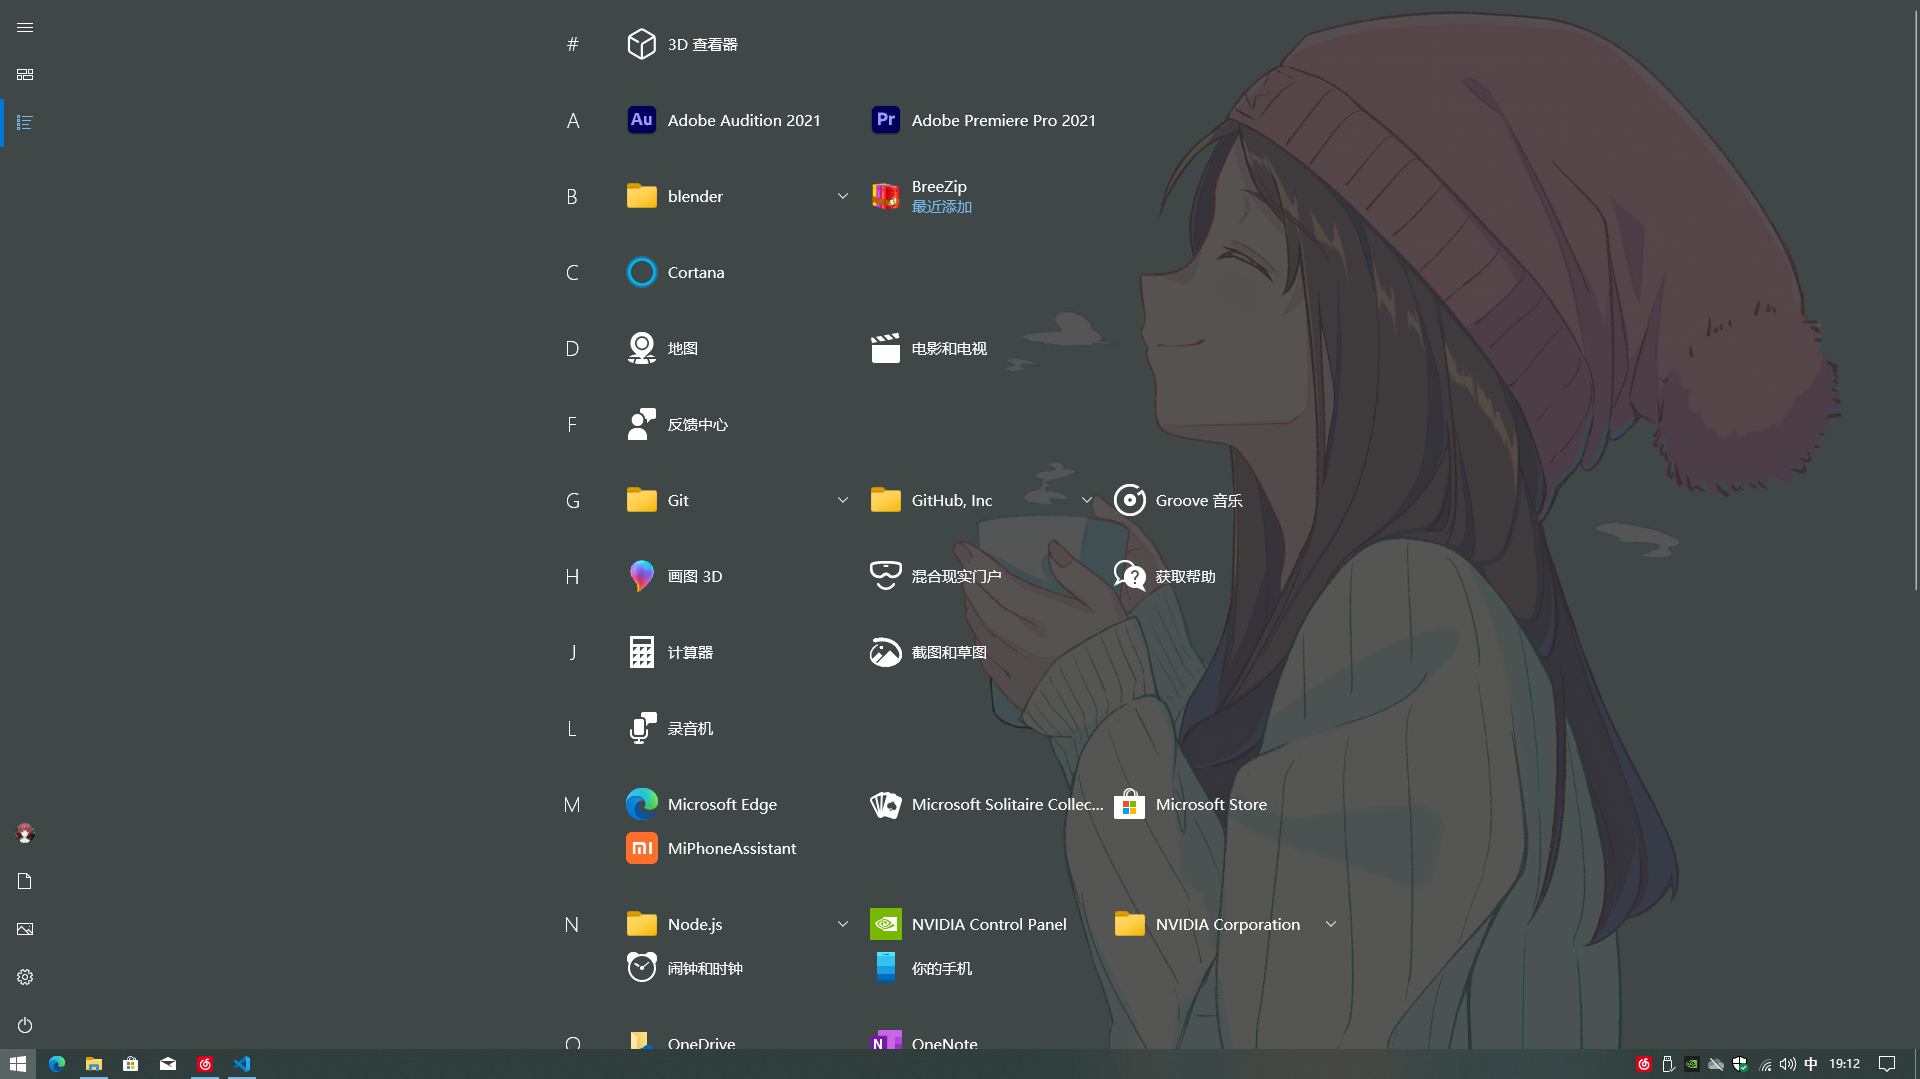 # 3D 查看器
A Au Adobe Audition 2021 Pr Adobe Premiere Pro 2021
B blender BreeZip
最近添加
C Cortana
D 地图 电影和电视
F 反馈中心
G Git GitHub, Inc Groove 音乐
H 画图 3D 混合现实门户 获取帮助
J 计算器 截图和草图
L 录音机
M Microsoft Edge Microsoft Solitaire Collec... Microsoft Store
MiPhoneAssistant
N Node.js NVIDIA Control Panel NVIDIA Corporation
闹钟和时钟 你的手机
O OneDrive N OneNote
中 19:12